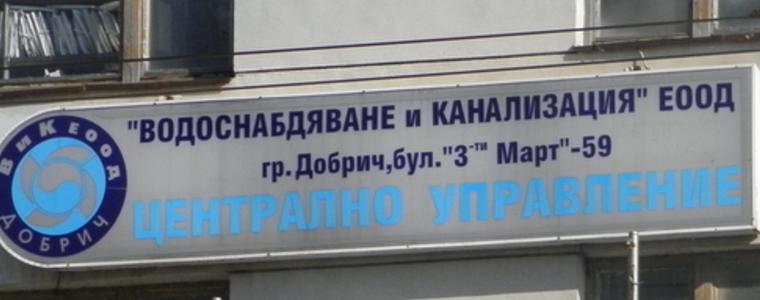 ВиК ЕООД
ДОБРИЧ
"ВОДОСНАБДЯВАНЕ и КАНАЛИЗАЦИЯ" ЕООД
гр.Добрич,бул."3-ти Март"-59
ЦЕНТРАЛНО УПРАВЛЕНИЕ